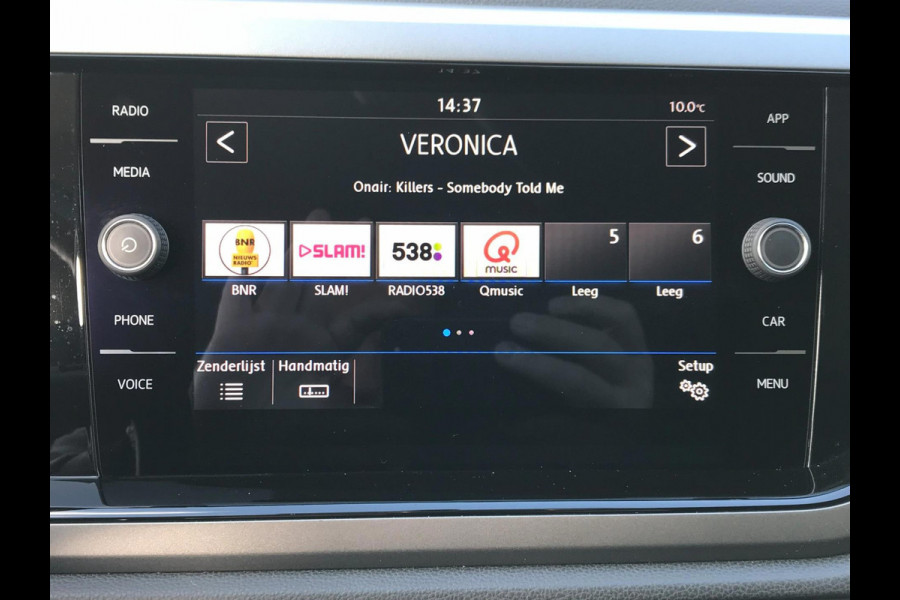 14:37
10.0°C
RADIO
MEDIA
PHONE
VOICE
<
VERONICA
>
Onair: Killers - Somebody Told Me
BNR NIEUWS RADIO
SLAM!
538
Q MUSIC
5
6
BNR
SLAM!
RADIO538
Qmusic
Leeg
Leeg
Zenderlijst
Handmatig
Setup
APP
SOUND
CAR
MENU